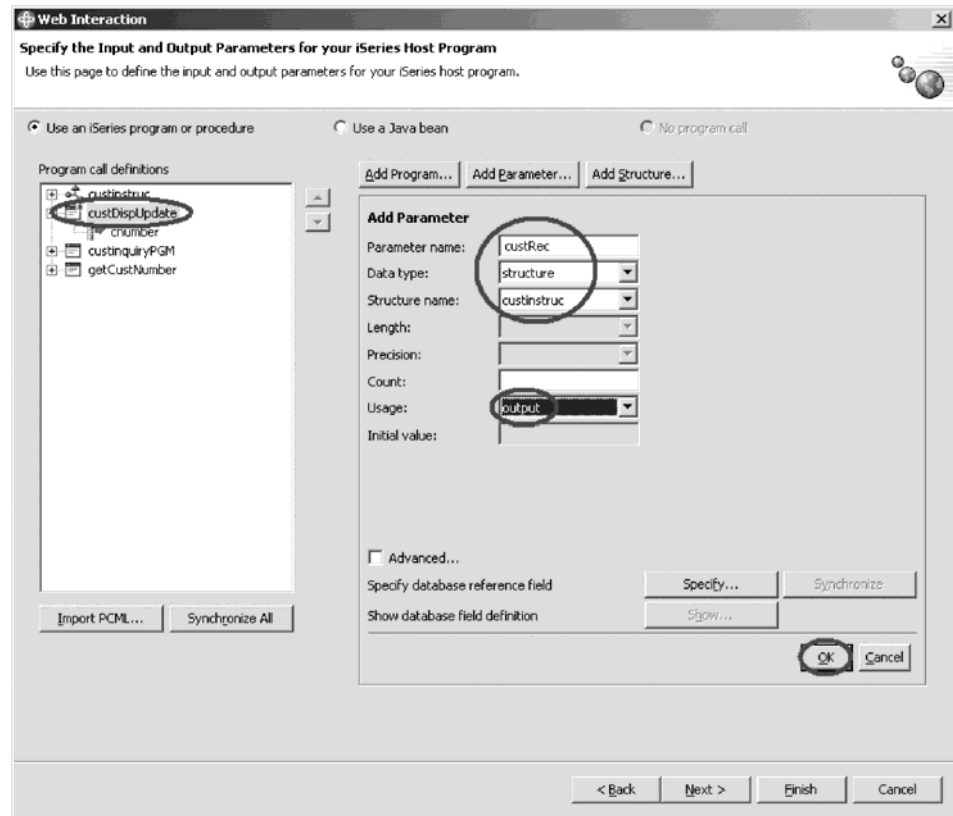 Web Interaction
Specify the Input and Output Parameters for your iSeries Host Program
Use this page to define the input and output parameters for your iSeries host program.
Use an iSeries program or procedure
Use a Java bean
No program call
Program call definitions
custinstruc
custDispUpdate
cnumber
custinquiryPGM
getCustNumber
Import PCML...
Synchronize All
Add Program...
Add Parameter...
Add Structure...
Add Parameter
Parameter name: custRec
Data type: structure
Structure name: custinstruc
Length:
Precision:
Count:
Usage: output
Initial value:
Advanced...
Specify database reference field Specify... Synchronize
Show database field definition Show...
OK Cancel
< Back Next > Finish Cancel